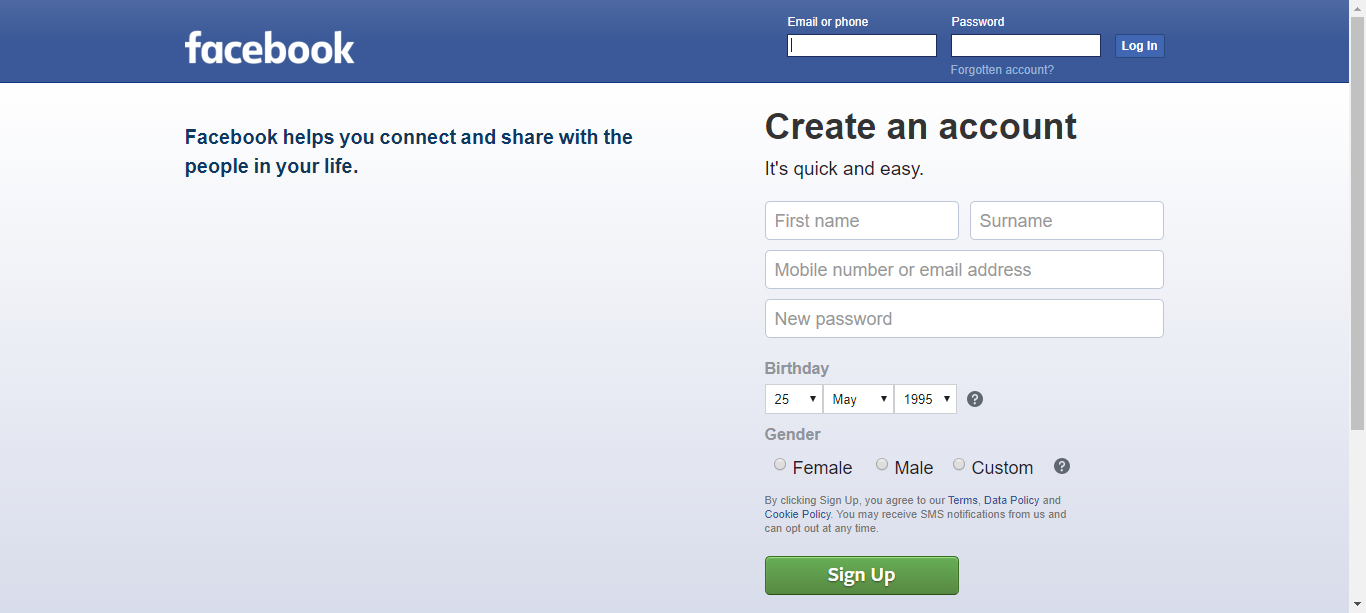 facebook
Email or phone
Password
Log In
Forgotten account?
Facebook helps you connect and share with the
people in your life.
Create an account
It's quick and easy.
First name
Surname
Mobile number or email address
New password
Birthday
25
May
1995
?
Gender
Female
Male
Custom
?
By clicking Sign Up, you agree to our Terms, Data Policy and
Cookie Policy. You may receive SMS notifications from us and
can opt out at any time.
Sign Up